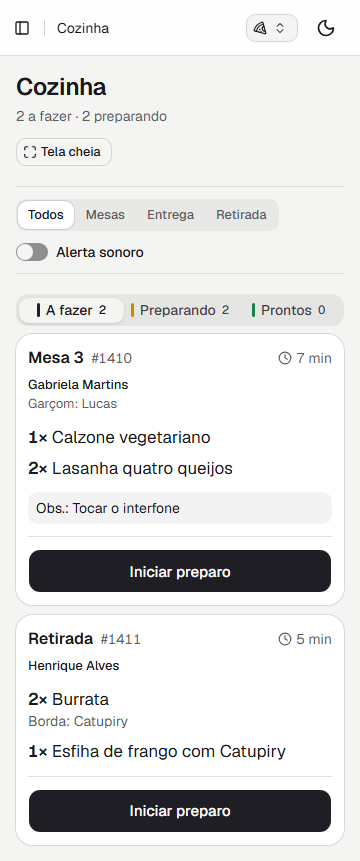 Cozinha
Cozinha
2 a fazer · 2 preparando
Tela cheia
Todos Mesas Entrega Retirada
Alerta sonoro
A fazer 2 Preparando 2 Prontos 0
Mesa 3 #1410 7 min
Gabriela Martins
Garçom: Lucas
1× Calzone vegetariano
2× Lasanha quatro queijos
Obs.: Tocar o interfone
Iniciar preparo
Retirada #1411 5 min
Henrique Alves
2× Burrata
Borda: Catupiry
1× Esfiha de frango com Catupiry
Iniciar preparo